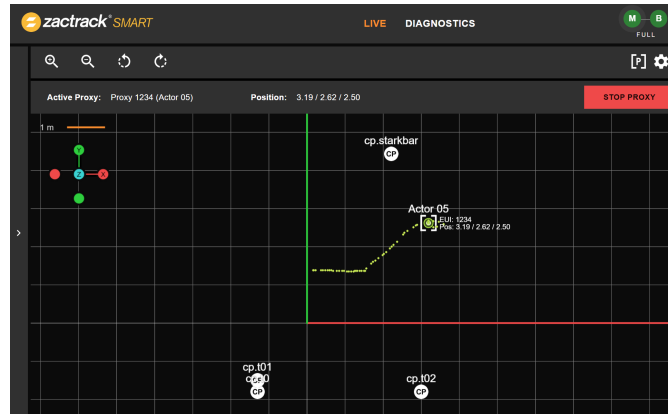 zactrack SMART
LIVE DIAGNOSTICS
M B
FULL
[P]
Active Proxy: Proxy 1234 (Actor 05) Position: 3.19 / 2.62 / 2.50 STOP PROXY
1 m
Y
Z X
cp.starkbar
CP
Actor 05
EUI: 1234
Pos: 3.19 / 2.62 / 2.50
cp.t01
CP
cp.t02
CP